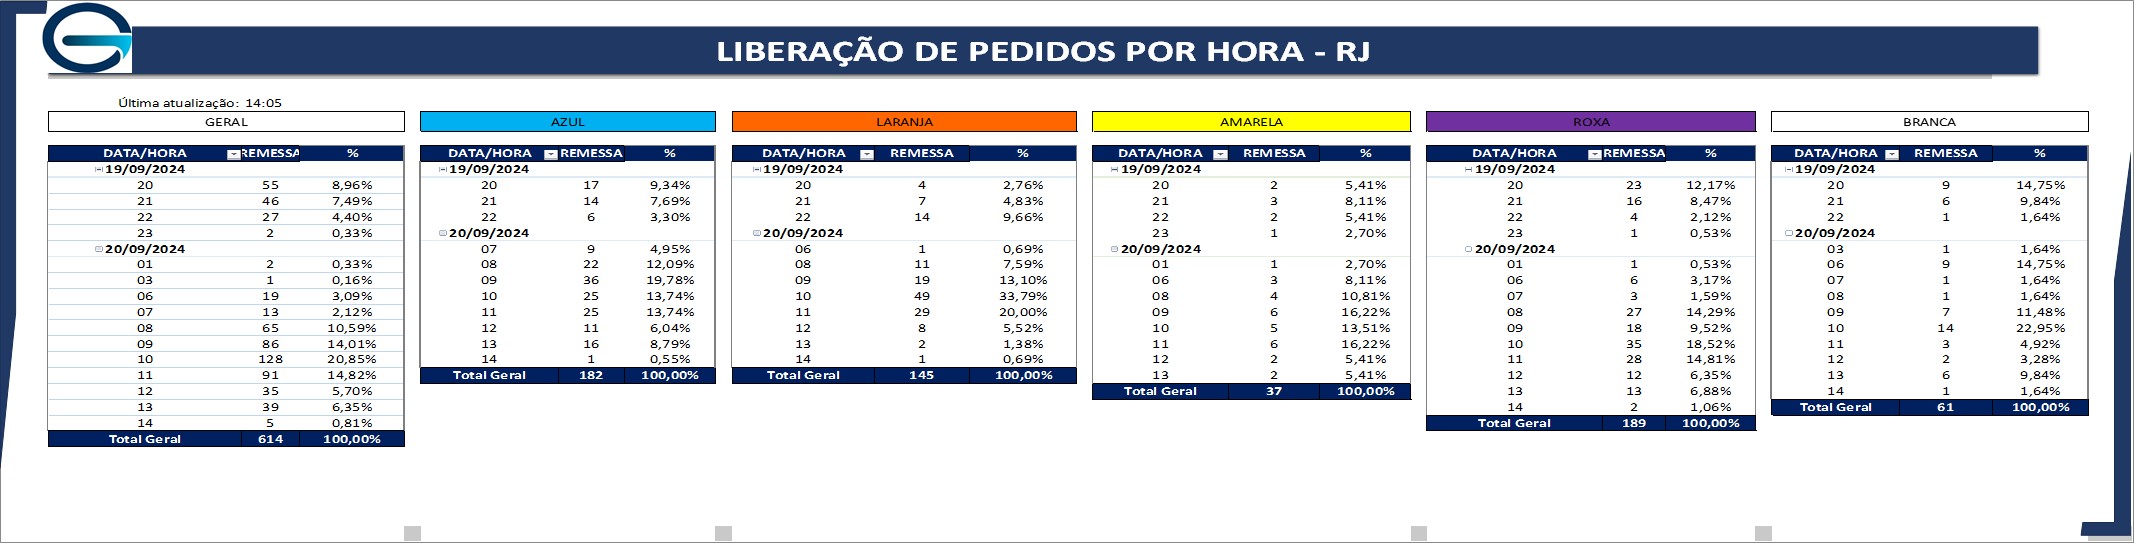 LIBERAÇÃO DE PEDIDOS POR HORA - RJ
Última atualização: 14:05
GERAL
DATA/HORA REMESSA %
19/09/2024
20 55 8,96%
21 46 7,49%
22 27 4,40%
23 2 0,33%
20/09/2024
01 2 0,33%
03 1 0,16%
06 19 3,09%
07 13 2,12%
08 65 10,59%
09 86 14,01%
10 128 20,85%
11 91 14,82%
12 35 5,70%
13 39 6,35%
14 5 0,81%
Total Geral 614 100,00%
AZUL
DATA/HORA REMESSA %
19/09/2024
20 17 9,34%
21 14 7,69%
22 6 3,30%
20/09/2024
07 9 4,95%
08 22 12,09%
09 36 19,78%
10 25 13,74%
11 25 13,74%
12 11 6,04%
13 16 8,79%
14 1 0,55%
Total Geral 182 100,00%
LARANJA
DATA/HORA REMESSA %
19/09/2024
20 4 2,76%
21 7 4,83%
22 14 9,66%
20/09/2024
06 1 0,69%
08 11 7,59%
09 19 13,10%
10 49 33,79%
11 29 20,00%
12 8 5,52%
13 2 1,38%
14 1 0,69%
Total Geral 145 100,00%
AMARELA
DATA/HORA REMESSA %
19/09/2024
20 2 5,41%
21 3 8,11%
22 2 5,41%
23 1 2,70%
20/09/2024
01 1 2,70%
06 3 8,11%
08 4 10,81%
09 6 16,22%
10 5 13,51%
11 6 16,22%
12 2 5,41%
13 2 5,41%
Total Geral 37 100,00%
ROXA
DATA/HORA REMESSA %
19/09/2024
20 23 12,17%
21 16 8,47%
22 4 2,12%
23 1 0,53%
20/09/2024
01 1 0,53%
06 6 3,17%
07 3 1,59%
08 27 14,29%
09 18 9,52%
10 35 18,52%
11 28 14,81%
12 12 6,35%
13 13 6,88%
14 2 1,06%
Total Geral 189 100,00%
BRANCA
DATA/HORA REMESSA %
19/09/2024
20 9 14,75%
21 6 9,84%
22 1 1,64%
20/09/2024
03 1 1,64%
06 9 14,75%
07 1 1,64%
08 1 1,64%
09 7 11,48%
10 14 22,95%
11 3 4,92%
12 2 3,28%
13 6 9,84%
14 1 1,64%
Total Geral 61 100,00%